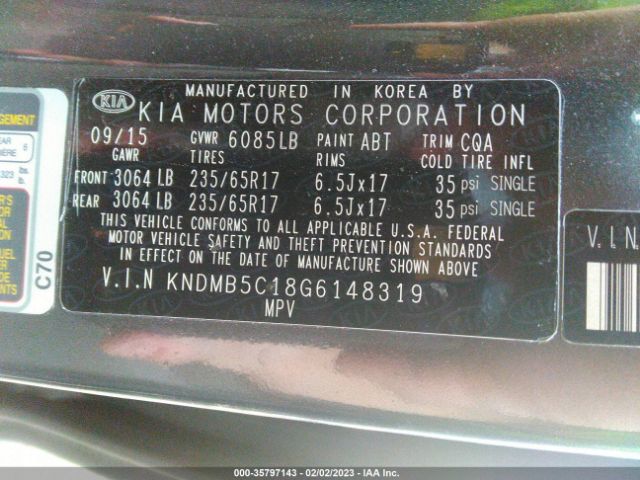 MANUFACTURED IN KOREA BY
KIA KIA MOTORS CORPORATION
09/15 GVWR 6085LB PAINT ABT TRIM CQA
GAWR TIRES RIMS COLD TIRE INFL
FRONT 3064 LB 235/65R17 6.5Jx17 35 psi SINGLE
REAR 3064 LB 235/65R17 6.5Jx17 35 psi SINGLE
THIS VEHICLE CONFORMS TO ALL APPLICABLE U.S.A. FEDERAL
MOTOR VEHICLE SAFETY AND THEFT PREVENTION STANDARDS
IN EFFECT ON THE DATE OF MANUFACTURE SHOWN ABOVE
V.I.N KNDMB5C18G6148319
MPV
C70
V.I.N
000-35797143 - 02/02/2023 - IAA Inc.